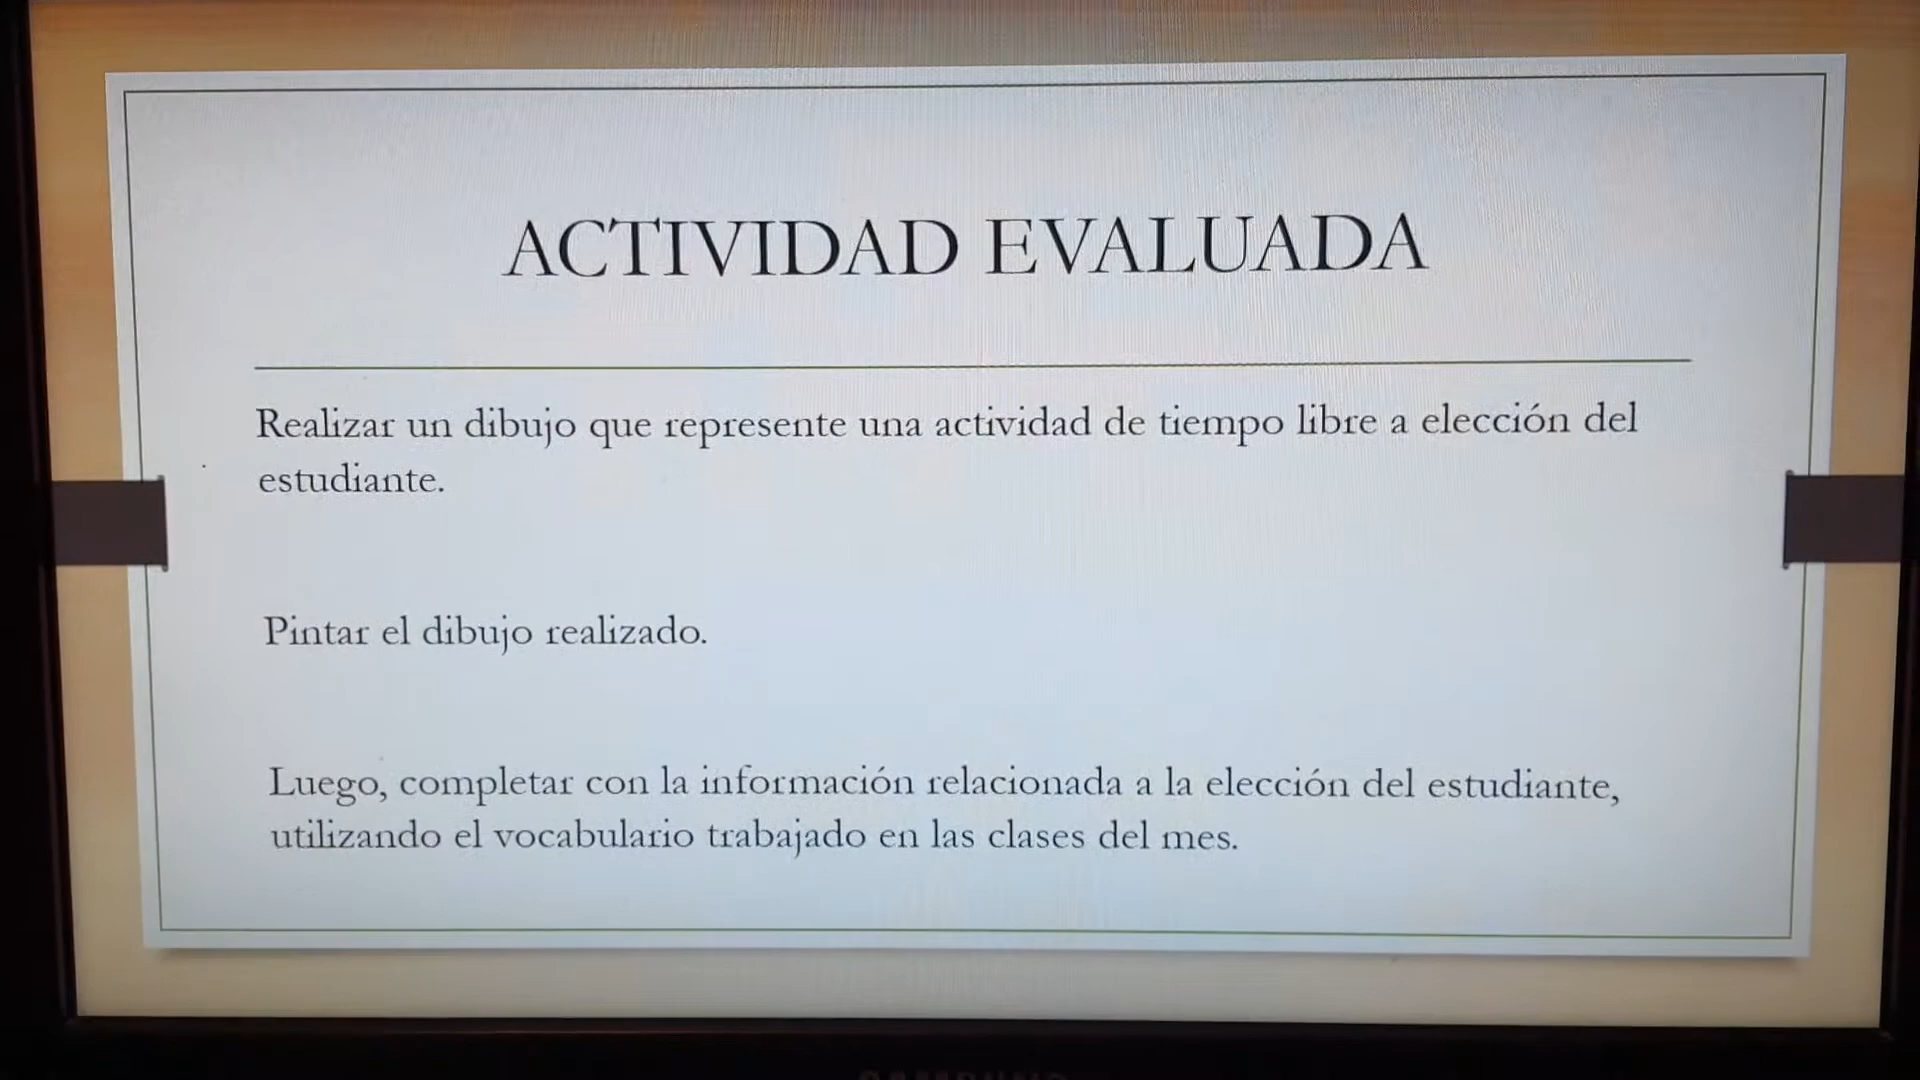 ACTIVIDAD EVALUADA
Realizar un dibujo que represente una actividad de tiempo libre a elección del
estudiante.
Pintar el dibujo realizado.
Luego, completar con la información relacionada a la elección del estudiante,
utilizando el vocabulario trabajado en las clases del mes.